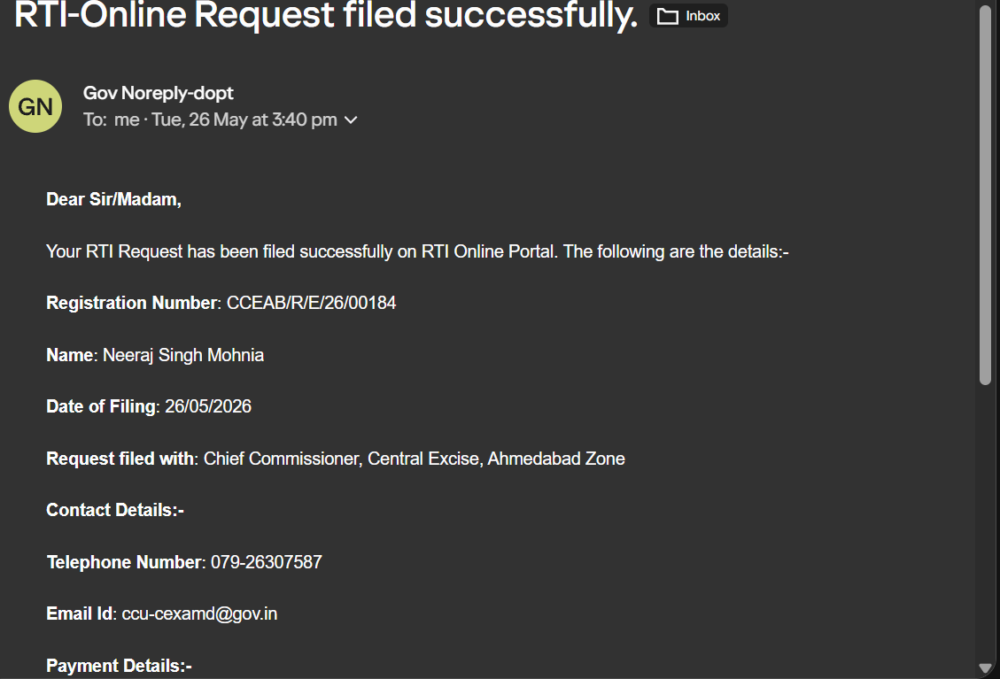 RTI-Online Request filed successfully. Inbox
GN
Gov Noreply-dopt
To: me · Tue, 26 May at 3:40 pm
Dear Sir/Madam,
Your RTI Request has been filed successfully on RTI Online Portal. The following are the details:-
Registration Number: CCEAB/R/E/26/00184
Name: Neeraj Singh Mohnia
Date of Filing: 26/05/2026
Request filed with: Chief Commissioner, Central Excise, Ahmedabad Zone
Contact Details:-
Telephone Number: 079-26307587
Email Id: ccu-cexamd@gov.in
Payment Details:-